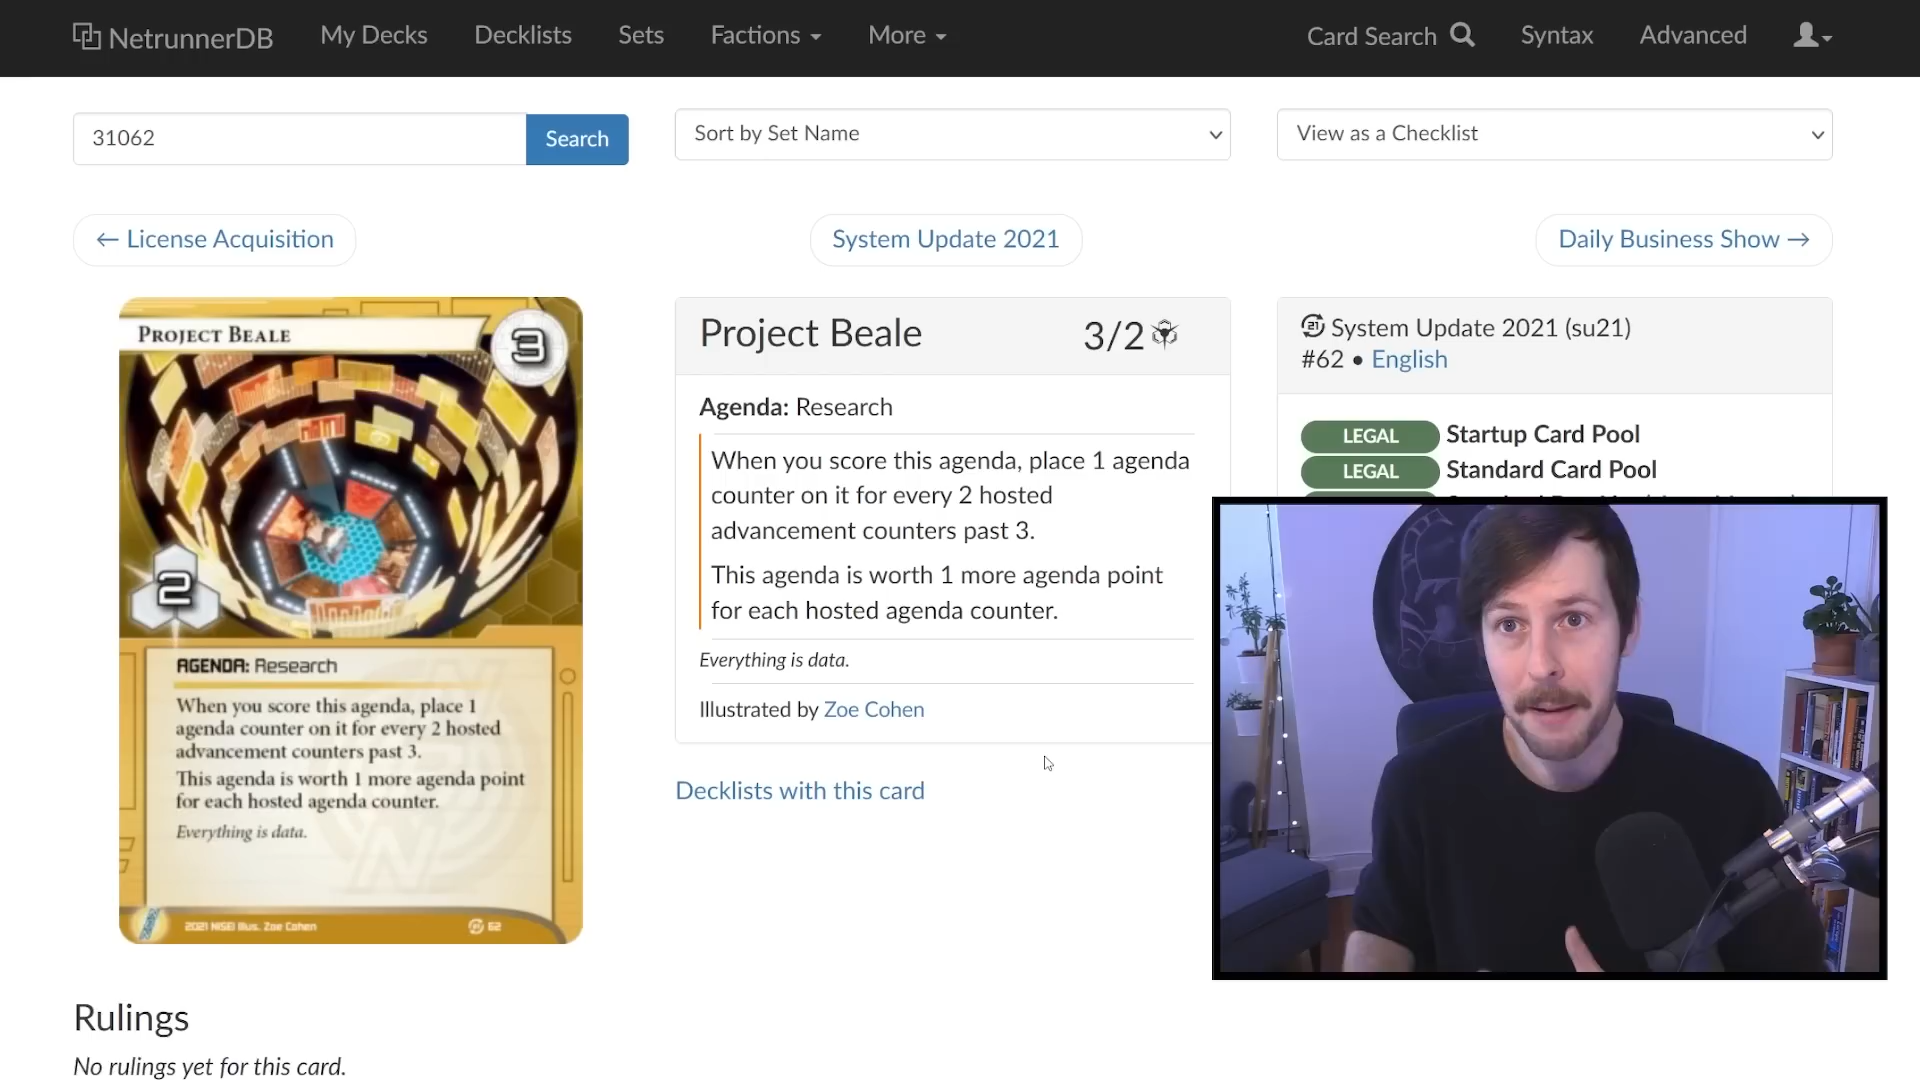 NetrunnerDB My Decks Decklists Sets Factions More Card Search Syntax Advanced
31062 Search Sort by Set Name View as a Checklist
← License Acquisition System Update 2021 Daily Business Show →
PROJECT BEALE 3
2
AGENDA: Research
When you score this agenda, place 1
agenda counter on it for every 2 hosted
advancement counters past 3.
This agenda is worth 1 more agenda point
for each hosted agenda counter.
Everything is data.
2021 NISEI Illus. Zoe Cohen 62
Project Beale 3/2
Agenda: Research
When you score this agenda, place 1 agenda
counter on it for every 2 hosted
advancement counters past 3.
This agenda is worth 1 more agenda point
for each hosted agenda counter.
Everything is data.
Illustrated by Zoe Cohen
Decklists with this card
System Update 2021 (su21)
#62 • English
LEGAL Startup Card Pool
LEGAL Standard Card Pool
Rulings
No rulings yet for this card.